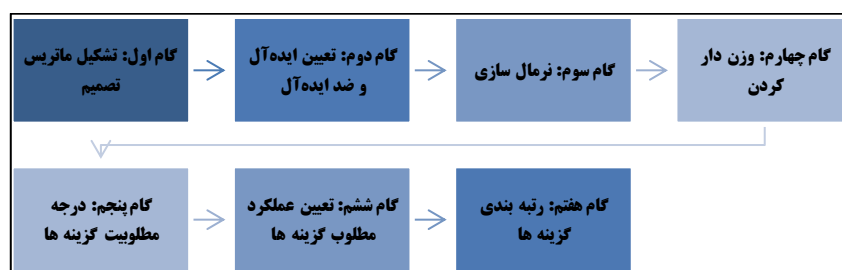 گام اول: تشکیل ماتریس
تصمیم
گام دوم: تعیین ایده‌آل
و ضد ایده‌آل
گام سوم: نرمال سازی
گام چهارم: وزن دار
کردن
گام پنجم: درجه
مطلوبیت گزینه ها
گام ششم: تعیین عملکرد
مطلوب گزینه ها
گام هفتم: رتبه بندی
گزینه ها